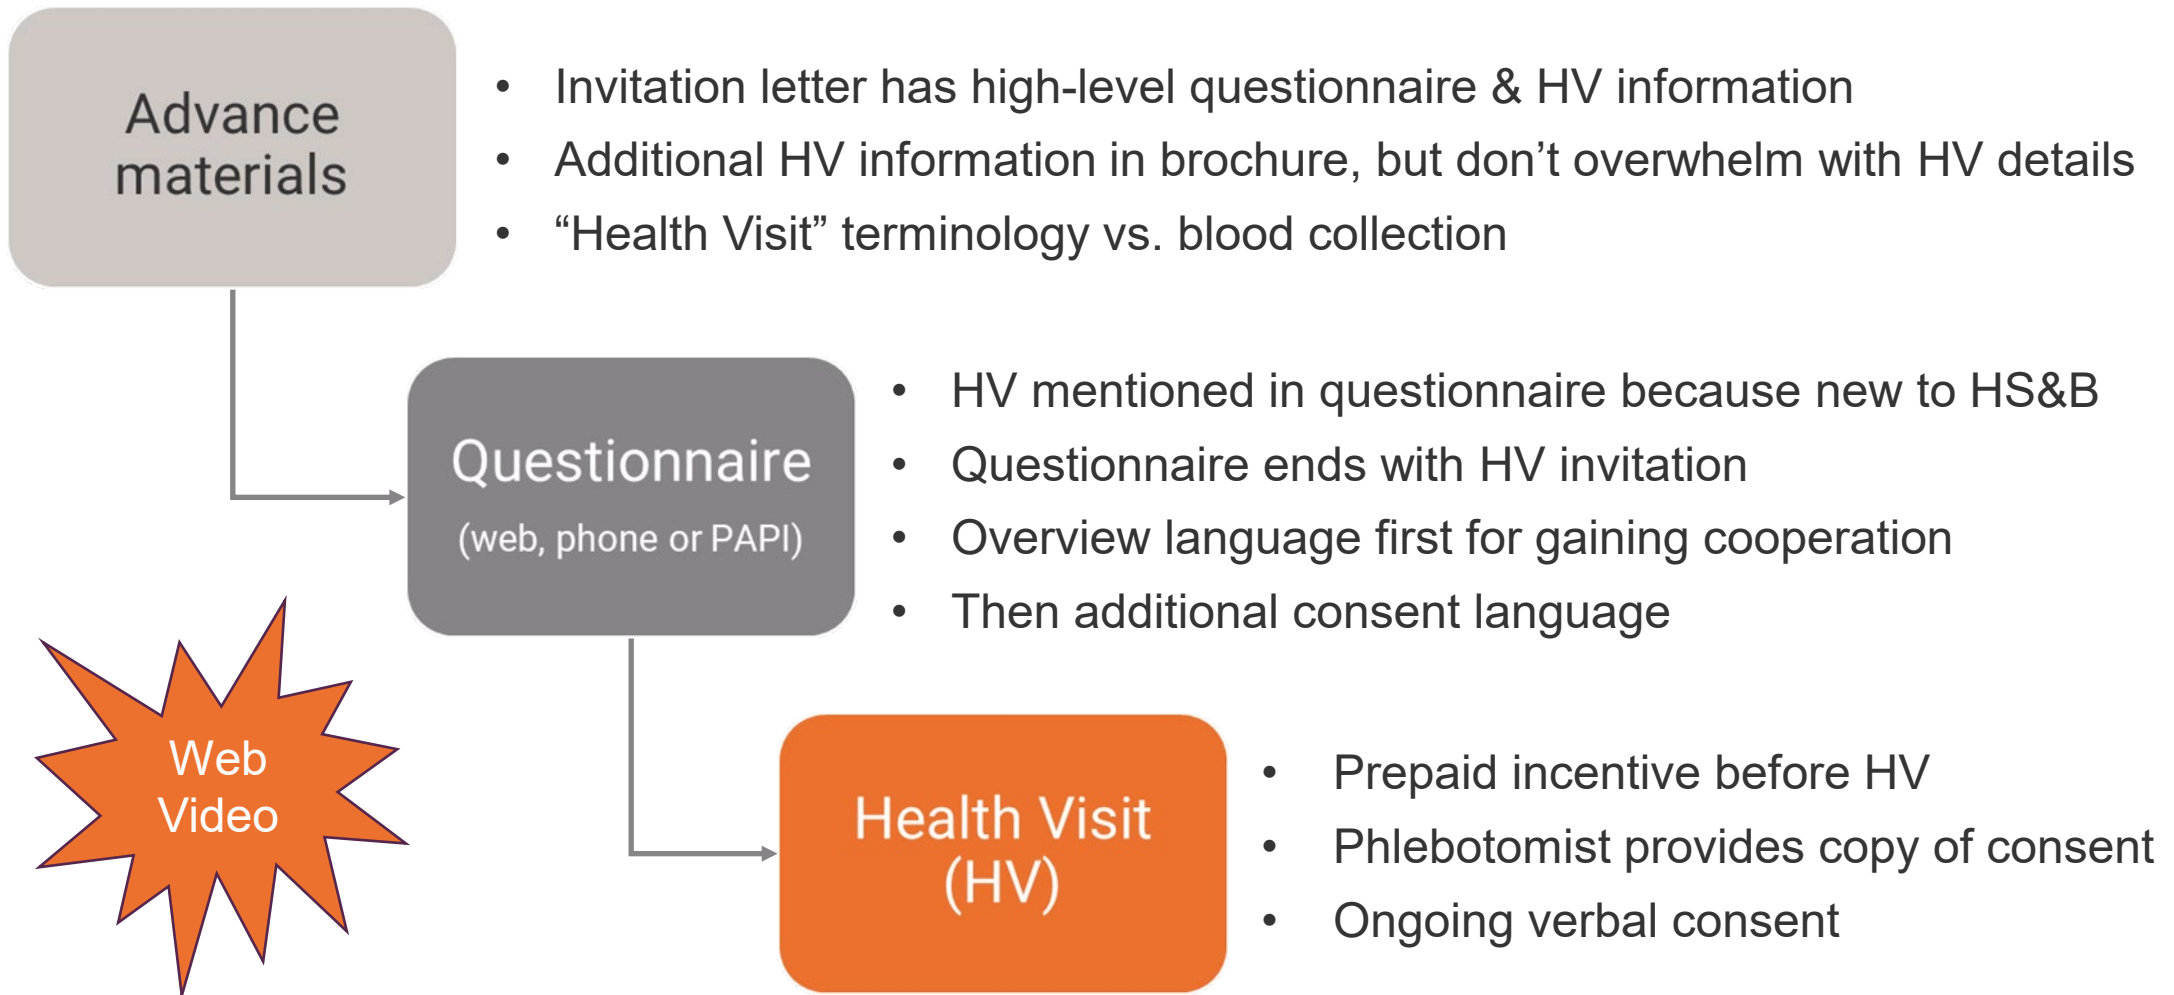 Advance
materials
• Invitation letter has high-level questionnaire & HV information
• Additional HV information in brochure, but don’t overwhelm with HV details
• “Health Visit” terminology vs. blood collection
Questionnaire
(web, phone or PAPI)
• HV mentioned in questionnaire because new to HS&B
• Questionnaire ends with HV invitation
• Overview language first for gaining cooperation
• Then additional consent language
Web
Video
Health Visit
(HV)
• Prepaid incentive before HV
• Phlebotomist provides copy of consent
• Ongoing verbal consent